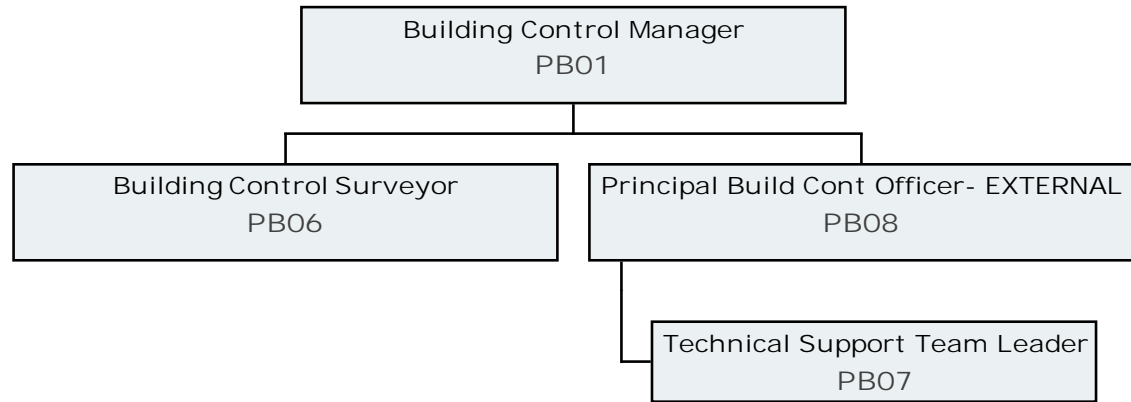 Building Control Manager
PB01
Building Control Surveyor
PB06
Principal Build Cont Officer- EXTERNAL
PB08
Technical Support Team Leader
PB07